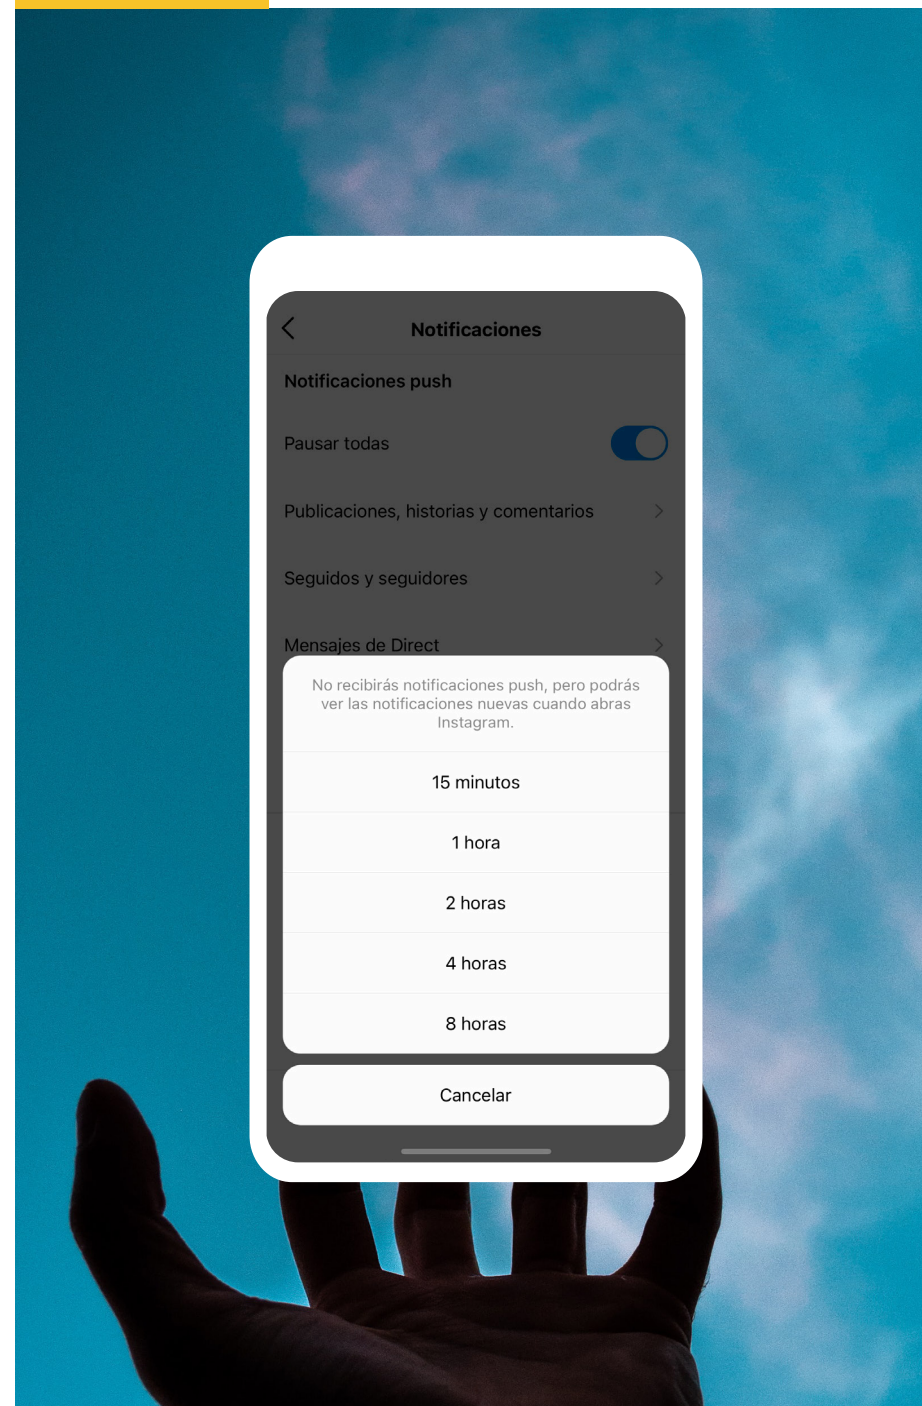 Notificaciones
Notificaciones push
Pausar todas
Publicaciones, historias y comentarios
Seguidos y seguidores
Mensajes de Direct
No recibirás notificaciones push, pero podrás
ver las notificaciones nuevas cuando abras
Instagram.
15 minutos
1 hora
2 horas
4 horas
8 horas
Cancelar